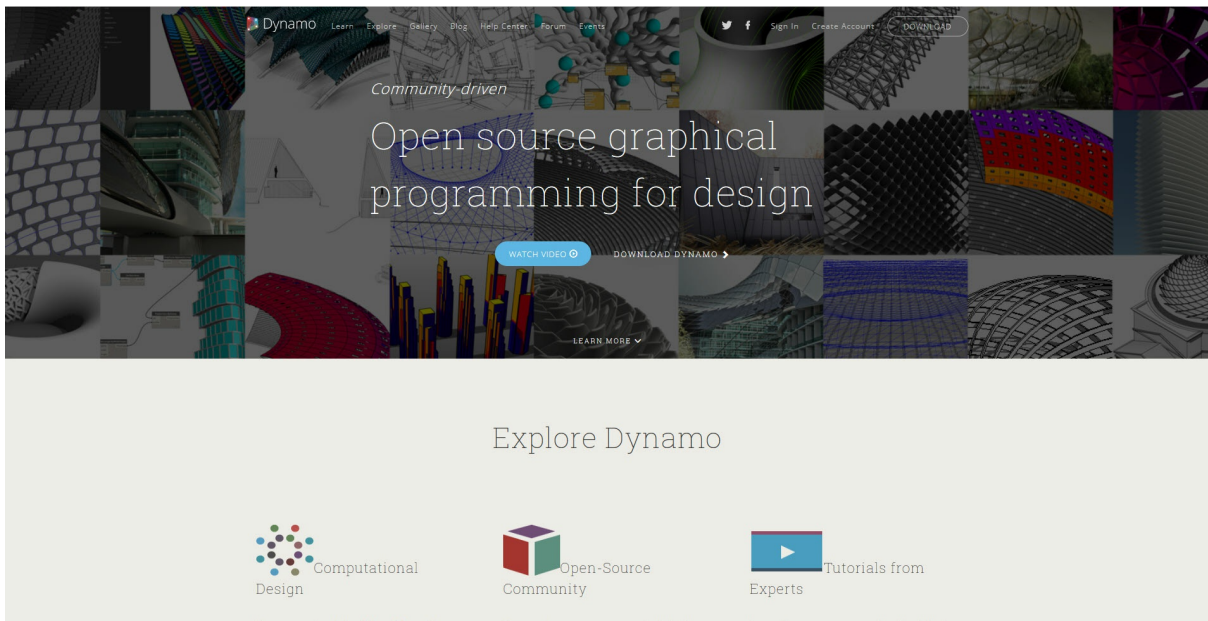 Dynamo Learn Explore Gallery Blog Help Center Forum Events Sign In Create Account DOWNLOAD
Community-driven
Open source graphical
programming for design
WATCH VIDEO DOWNLOAD DYNAMO
LEARN MORE
Explore Dynamo
Computational
Design
Open-Source
Community
Tutorials from
Experts